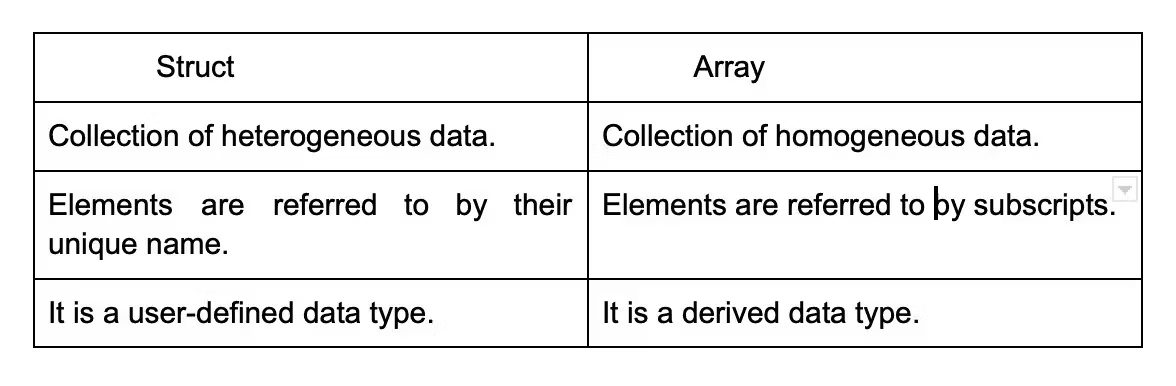 Struct
Array
Collection of heterogeneous data.
Collection of homogeneous data.
Elements are referred to by their
unique name.
Elements are referred to by subscripts.
It is a user-defined data type.
It is a derived data type.